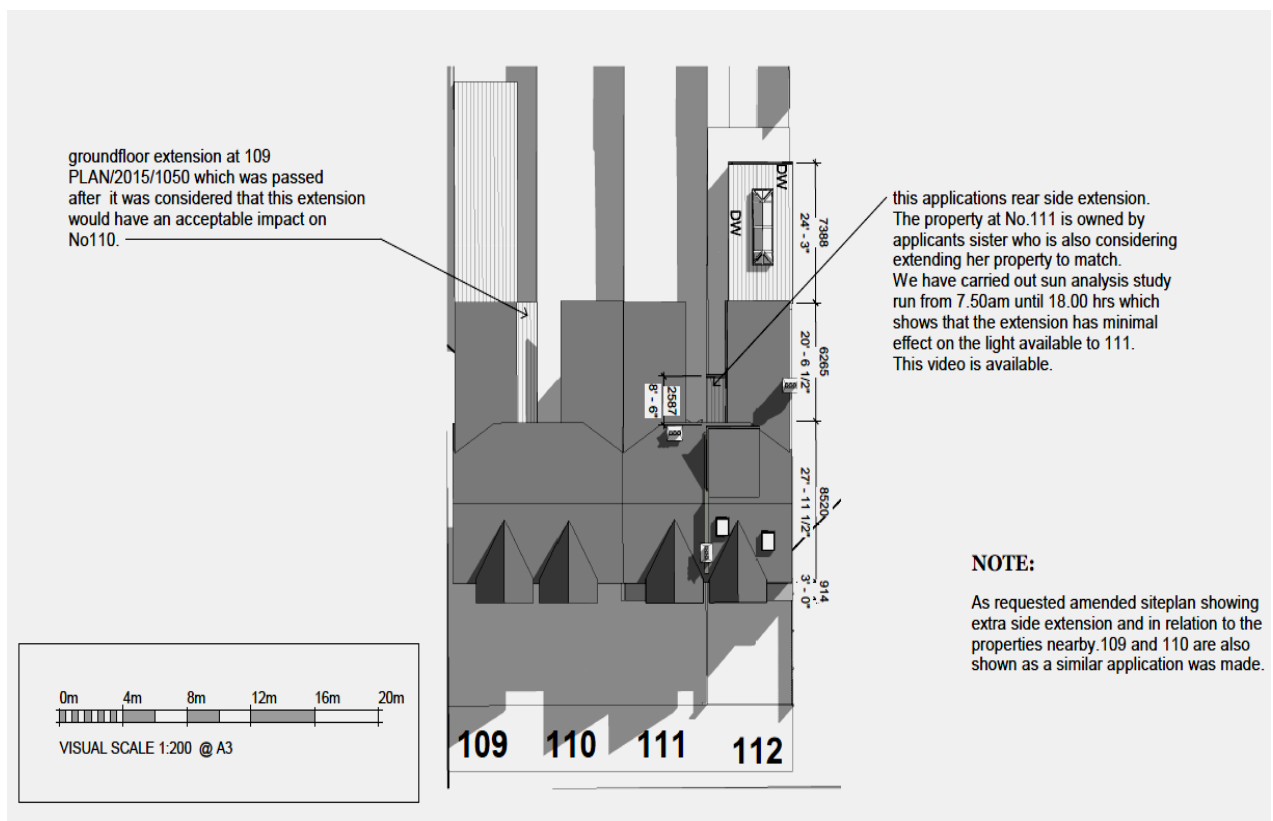 groundfloor extension at 109
PLAN/2015/1050 which was passed
after it was considered that this extension
would have an acceptable impact on
No110.
this applications rear side extension.
The property at No.111 is owned by
applicants sister who is also considering
extending her property to match.
We have carried out sun analysis study
run from 7.50am until 18.00 hrs which
shows that the extension has minimal
effect on the light available to 111.
This video is available.
DW
DW
7388
24' - 3"
6265
20' - 6 1/2"
2587
8' - 6"
8520
27' - 11 1/2"
914
3' - 0"
NOTE:
As requested amended siteplan showing
extra side extension and in relation to the
properties nearby.109 and 110 are also
shown as a similar application was made.
0m 4m 8m 12m 16m 20m
VISUAL SCALE 1:200 @ A3
109 110 111 112